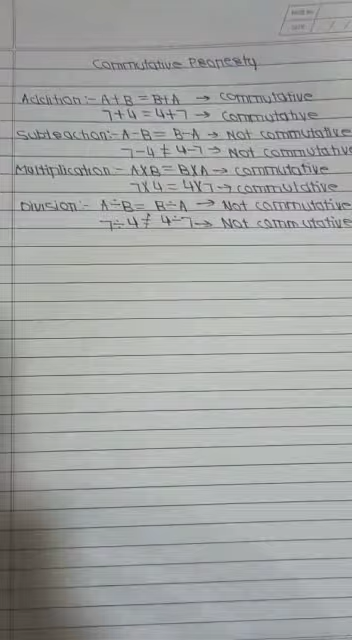 Commutative Property
Addition:- A+B = B+A → commutative
7+4 = 4+7 → commutative
Subtraction:- A-B = B-A → Not commutative
7-4 ≠ 4-7 → Not commutative
Multiplication:- A×B = B×A → commutative
7×4 = 4×7 → commutative
Division:- A÷B = B÷A → Not commutative
7÷4 ≠ 4÷7 → Not commutative